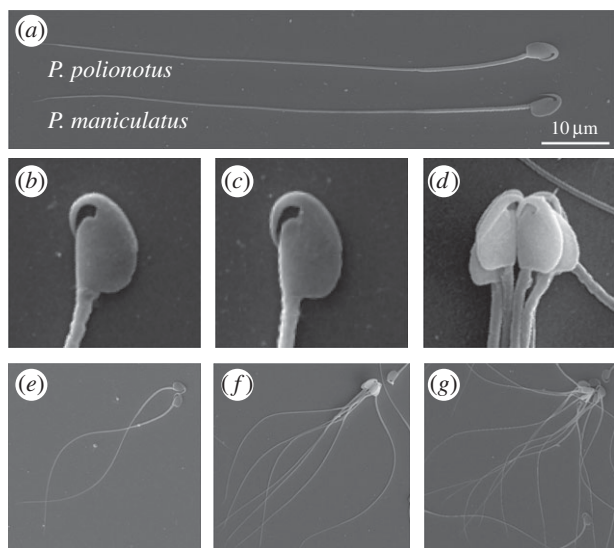 (a)
P. polionotus
P. maniculatus
10 μm
(b)
(c)
(d)
(e)
(f)
(g)